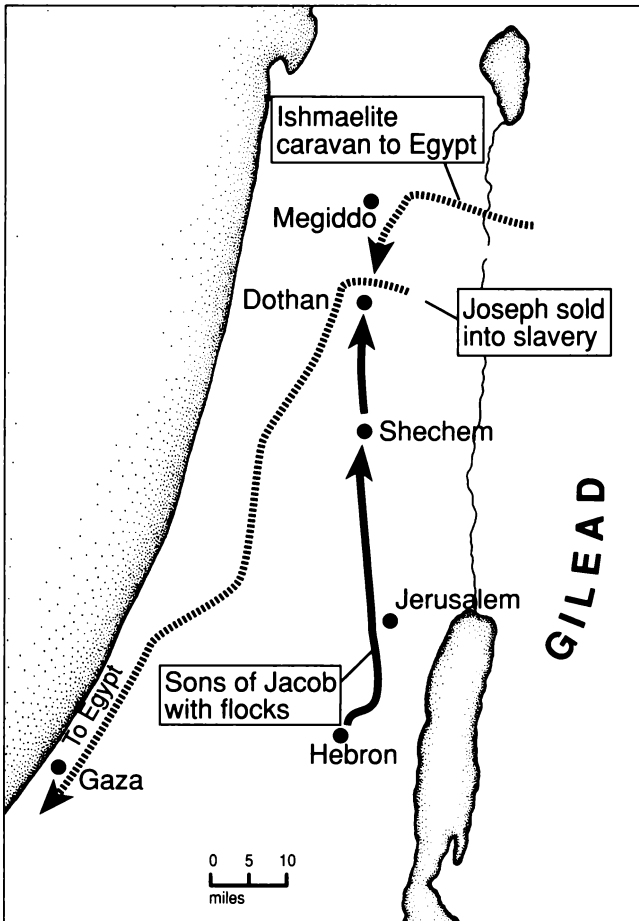 Ishmaelite
caravan to Egypt
Megiddo
Dothan
Joseph sold
into slavery
Shechem
GILEAD
Jerusalem
Sons of Jacob
with flocks
To Egypt
Hebron
Gaza
0 5 10
miles